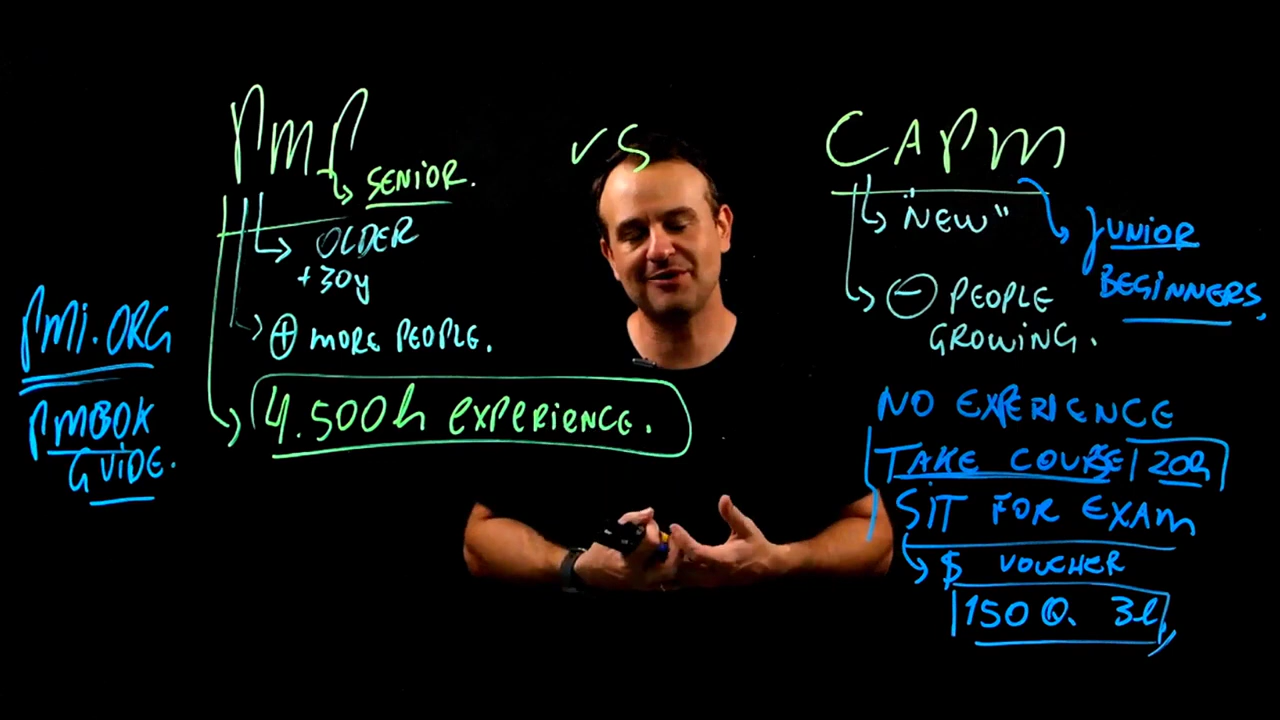 PMP
SENIOR.
OLDER
+30y
+ MORE PEOPLE.
4.500h EXPERIENCE.
PMI.ORG
PMBOK
GUIDE.
VS
CAPM
"NEW"
JUNIOR
BEGINNERS.
- PEOPLE
GROWING.
NO EXPERIENCE
TAKE COURSE 20h
SIT FOR EXAM
$ VOUCHER
150 Q. 3h